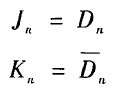 Jₙ = Dₙ
Kₙ = D̅ₙ